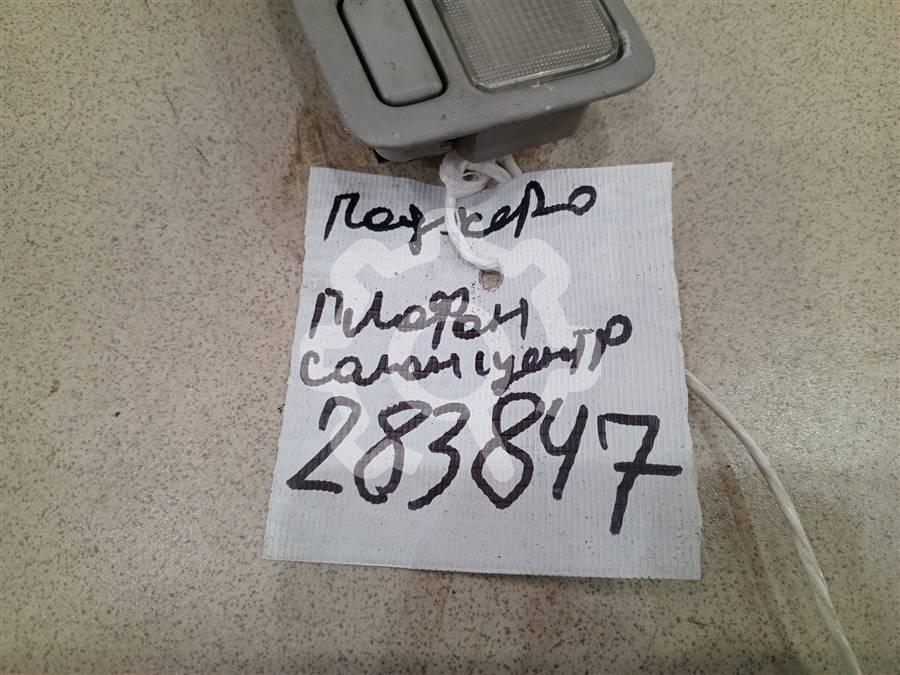 Паджеро
Плафон
салон центр
283847